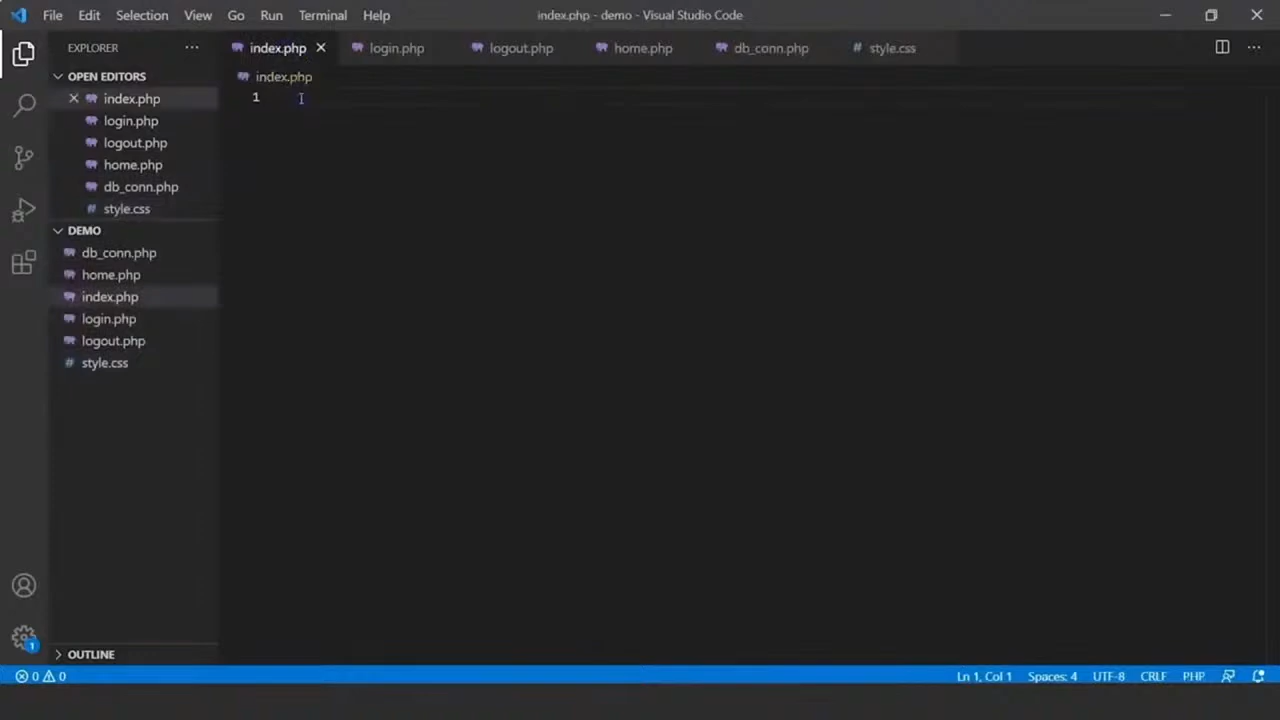 File Edit Selection View Go Run Terminal Help index.php - demo - Visual Studio Code
EXPLORER ···
index.php login.php logout.php home.php db_conn.php # style.css
OPEN EDITORS
index.php
index.php
1
index.php
login.php
logout.php
home.php
db_conn.php
# style.css
DEMO
db_conn.php
home.php
index.php
login.php
logout.php
# style.css
1
OUTLINE
0 0 Ln 1, Col 1 Spaces: 4 UTF-8 CRLF PHP